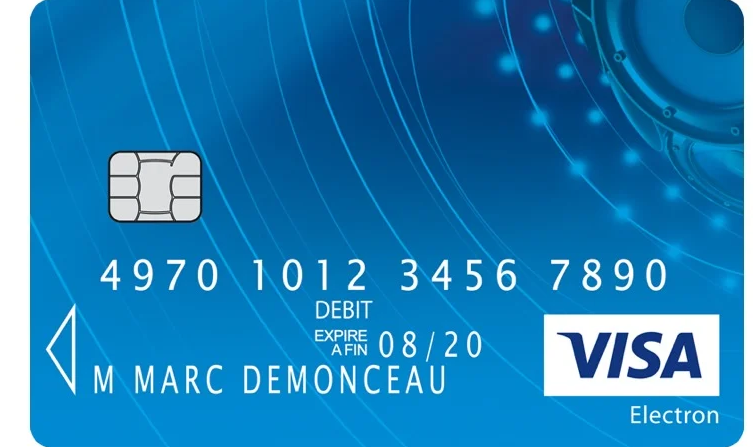 4970 1012 3456 7890
DEBIT
EXPIRE
A FIN 08/20
M MARC DEMONCEAU
VISA
Electron